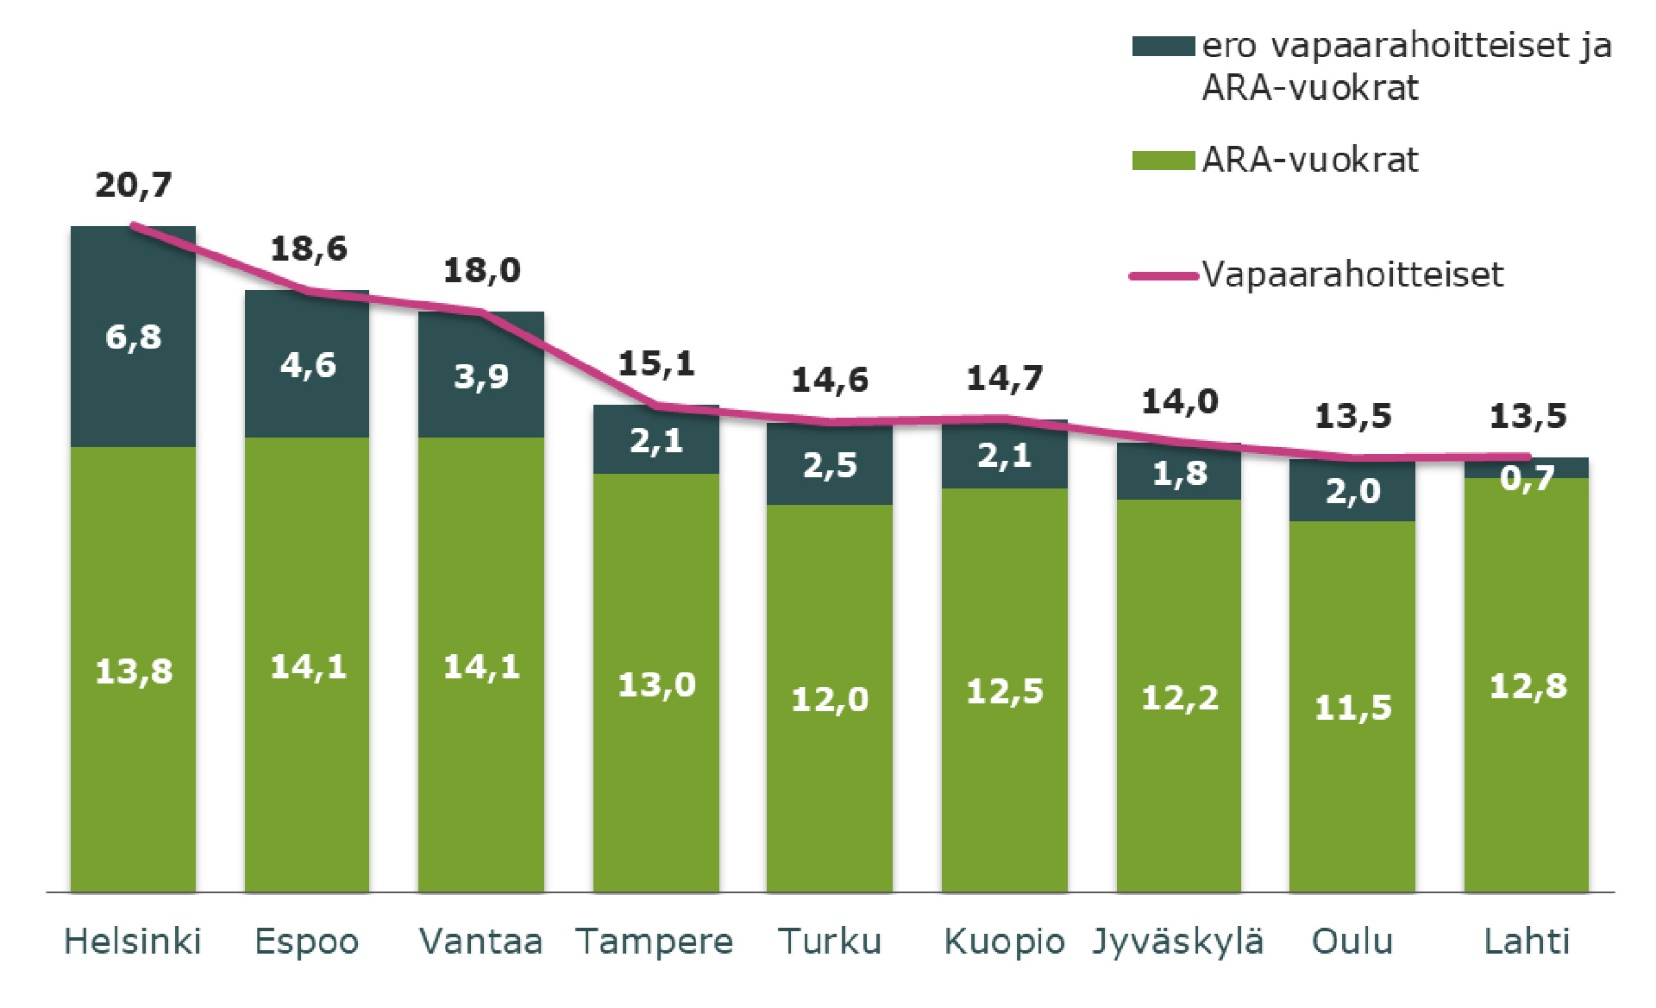 ero vapaarahoitteiset ja
ARA-vuokrat
ARA-vuokrat
Vapaarahoitteiset
20,7
18,6
18,0
15,1
14,6
14,7
14,0
13,5
13,5
6,8
4,6
3,9
2,1
2,5
2,1
1,8
2,0
0,7
13,8
14,1
14,1
13,0
12,0
12,5
12,2
11,5
12,8
Helsinki
Espoo
Vantaa
Tampere
Turku
Kuopio
Jyväskylä
Oulu
Lahti